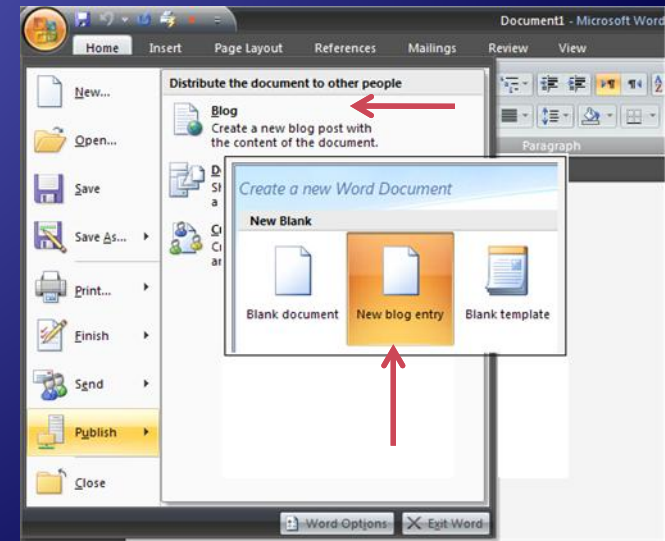 Document1 - Microsoft Word
Home Insert Page Layout References Mailings Review View
New...
Open...
Save
Save As...
Print...
Finish
Send
Publish
Close
Distribute the document to other people
Blog
Create a new blog post with
the content of the document.
Create a new Word Document
New Blank
Blank document New blog entry Blank template
Paragraph
Word Options Exit Word